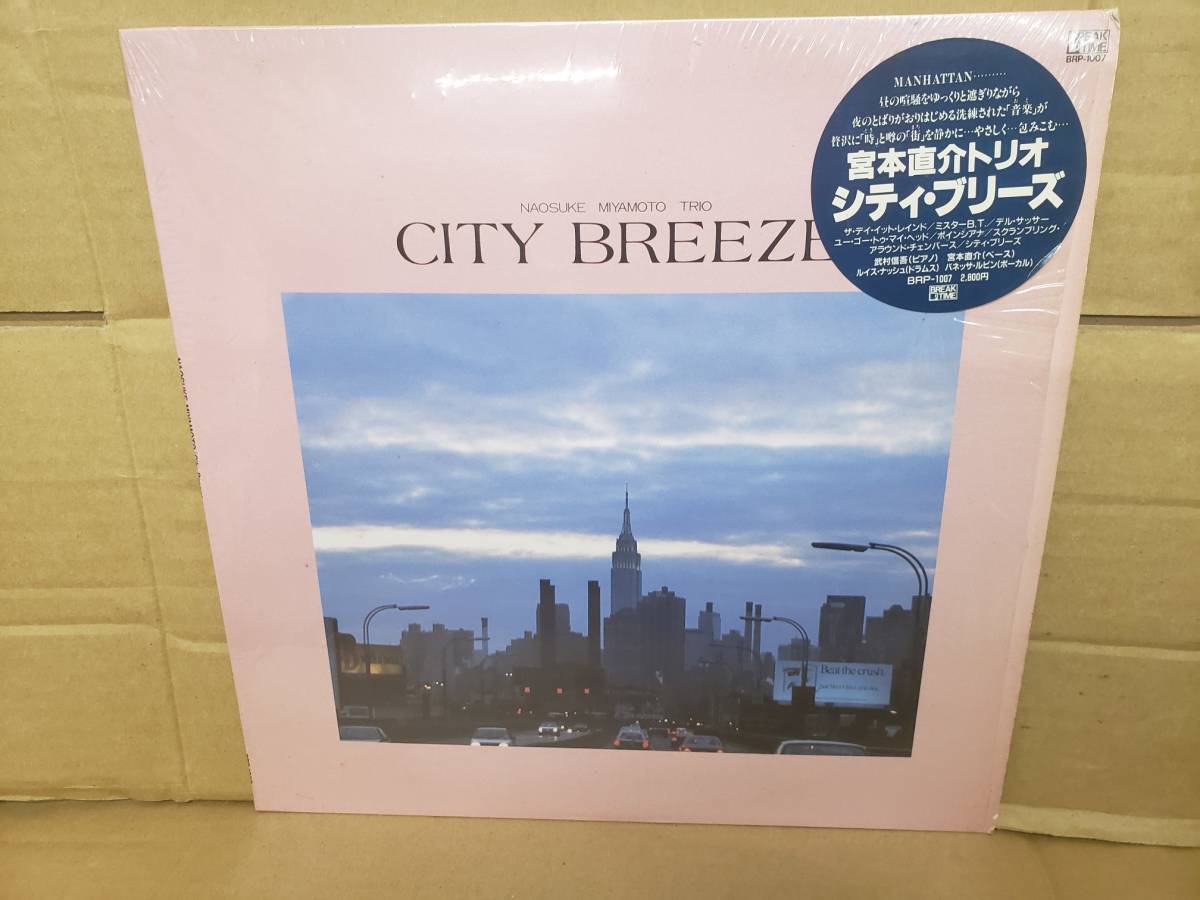 BREAK
TIME
BRP-1007
MANHATTAN………
昼の喧騒をゆっくりと遮ぎりながら
夜のとばりがおりはじめる洗練された「音楽」が
贅沢に「時」と噂の「街」を静かに…やさしく…包みこむ…
宮本直介トリオ
シティ・ブリーズ
ザ・デイ・イット・レインド/ミスターB.T./デル・サッサー
ユー・ゴー・トゥ・マイ・ヘッド/ポインシアナ/スクランブリング・
アラウンド・チェンバース/シティ・ブリーズ
武村信吾(ピアノ) 宮本直介(ベース)
ルイス・ナッシュ(ドラムス) バネッサ・ルビン(ボーカル)
BRP-1007 2,800円
BREAK
TIME
NAOSUKE MIYAMOTO TRIO
CITY BREEZE
Beat the crush.